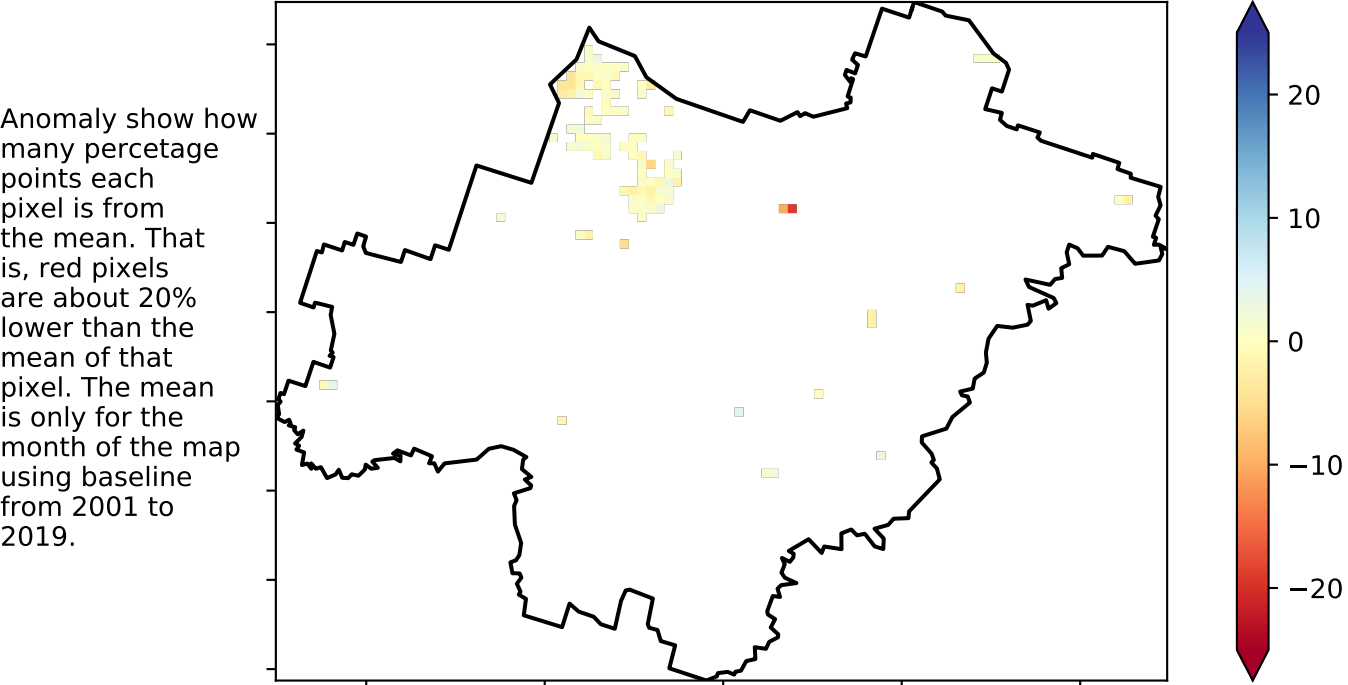 Anomaly show how
many percetage
points each
pixel is from
the mean. That
is, red pixels
are about 20%
lower than the
mean of that
pixel. The mean
is only for the
month of the map
using baseline
from 2001 to
2019.
20
10
0
−10
−20